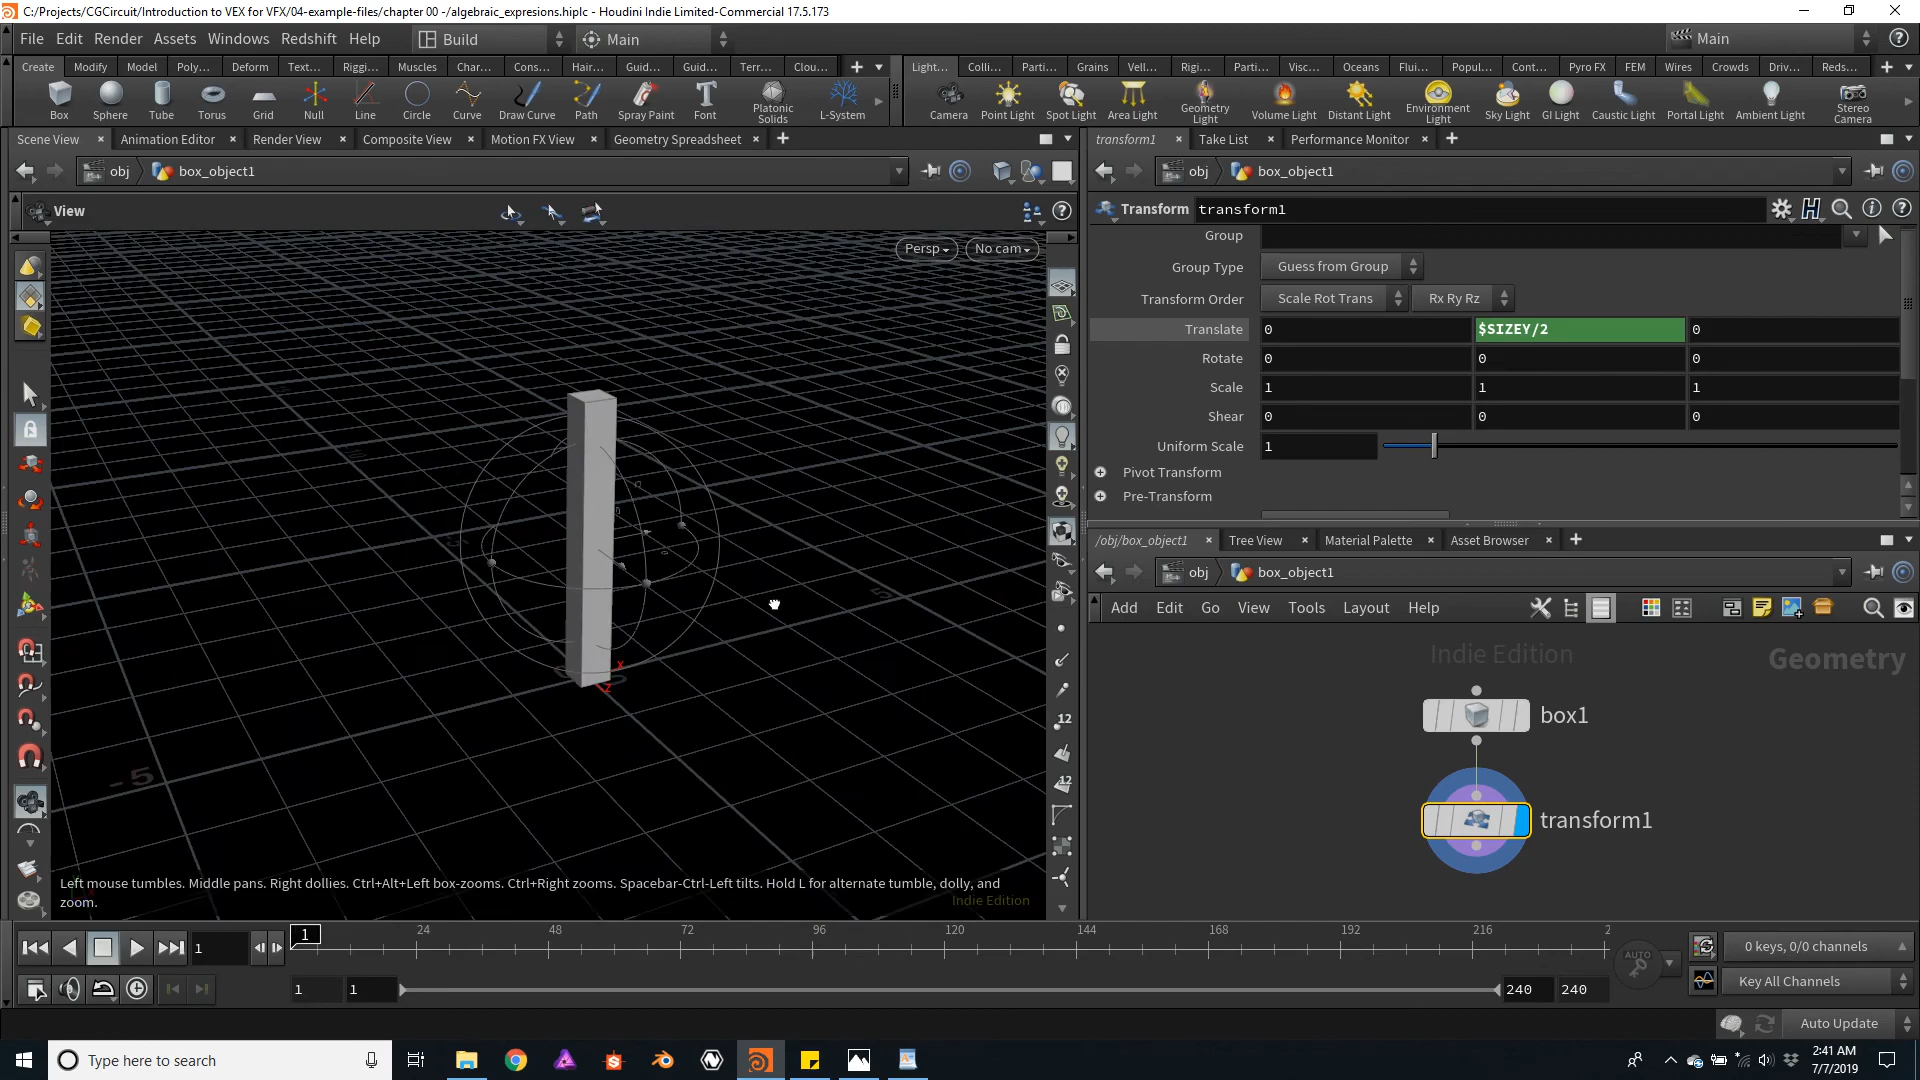 C:/Projects/CGCircuit/Introduction to VEX for VFX/04-example-files/chapter 00 -/algebraic_expresions.hiplc - Houdini Indie Limited-Commercial 17.5.173
File Edit Render Assets Windows Redshift Help Build Main Main
Create Modify Model Poly... Deform Text... Riggi... Muscles Char... Cons... Hair... Guid... Guid... Terr... Clou...
Light... Colli... Parti... Grains Vell... Rigi... Parti... Visc... Oceans Flui... Popul... Cont... Pyro FX FEM Wires Crowds Driv... Reds...
Box Sphere Tube Torus Grid Null Line Circle Curve Draw Curve Path Spray Paint Font Platonic Solids L-System
Camera Point Light Spot Light Area Light Geometry Light Volume Light Distant Light Environment Light Sky Light GI Light Caustic Light Portal Light Ambient Light Stereo Camera
Scene View Animation Editor Render View Composite View Motion FX View Geometry Spreadsheet
transform1 Take List Performance Monitor
obj box_object1
obj box_object1
View
Transform transform1
Persp No cam
Group
Group Type Guess from Group
Transform Order Scale Rot Trans Rx Ry Rz
Translate 0 $SIZEY/2 0
Rotate 0 0 0
Scale 1 1 1
Shear 0 0 0
Uniform Scale 1
Pivot Transform
Pre-Transform
/obj/box_object1 Tree View Material Palette Asset Browser
obj box_object1
Add Edit Go View Tools Layout Help
Indie Edition
Geometry
box1
transform1
x
z
-5
5
12
12
Left mouse tumbles. Middle pans. Right dollies. Ctrl+Alt+Left box-zooms. Ctrl+Right zooms. Spacebar-Ctrl-Left tilts. Hold L for alternate tumble, dolly, and
zoom.
Indie Edition
1 1 24 48 72 96 120 144 168 192 216 2
AUTO
0 keys, 0/0 channels
1 1 240 240
Key All Channels
Auto Update
Type here to search
2:41 AM
7/7/2019